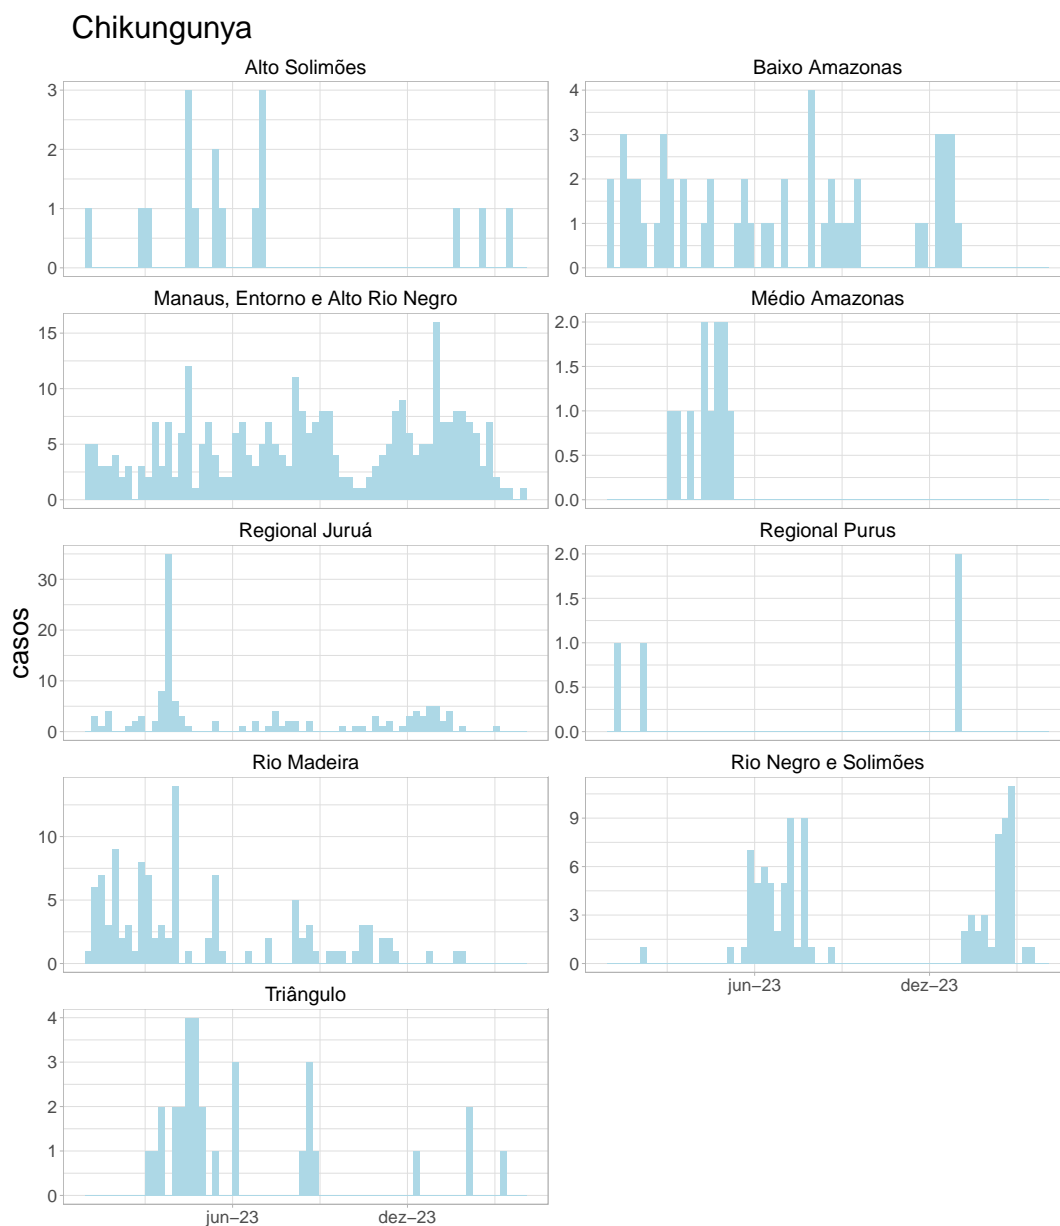 Chikungunya
Alto Solimões
Baixo Amazonas
3
2
1
0
4
3
2
1
0
Manaus, Entorno e Alto Rio Negro
Médio Amazonas
15
10
5
0
2.0
1.5
1.0
0.5
0.0
Regional Juruá
Regional Purus
casos
30
20
10
0
2.0
1.5
1.0
0.5
0.0
Rio Madeira
Rio Negro e Solimões
10
5
0
9
6
3
0
jun−23
dez−23
Triângulo
4
3
2
1
0
jun−23
dez−23